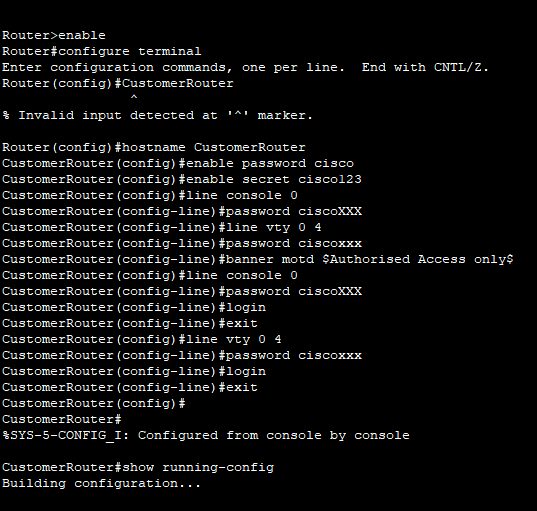 Router>enable
Router#configure terminal
Enter configuration commands, one per line.  End with CNTL/Z.
Router(config)#CustomerRouter
                 ^
% Invalid input detected at '^' marker.
Router(config)#hostname CustomerRouter
CustomerRouter(config)#enable password cisco
CustomerRouter(config)#enable secret cisco123
CustomerRouter(config)#line console 0
CustomerRouter(config-line)#password ciscoXXX
CustomerRouter(config-line)#line vty 0 4
CustomerRouter(config-line)#password ciscoxxx
CustomerRouter(config-line)#banner motd $Authorised Access only$
CustomerRouter(config)#line console 0
CustomerRouter(config-line)#password ciscoXXX
CustomerRouter(config-line)#login
CustomerRouter(config-line)#exit
CustomerRouter(config)#line vty 0 4
CustomerRouter(config-line)#password ciscoxxx
CustomerRouter(config-line)#login
CustomerRouter(config-line)#exit
CustomerRouter(config)#
CustomerRouter#
%SYS-5-CONFIG_I: Configured from console by console
CustomerRouter#show running-config
Building configuration...